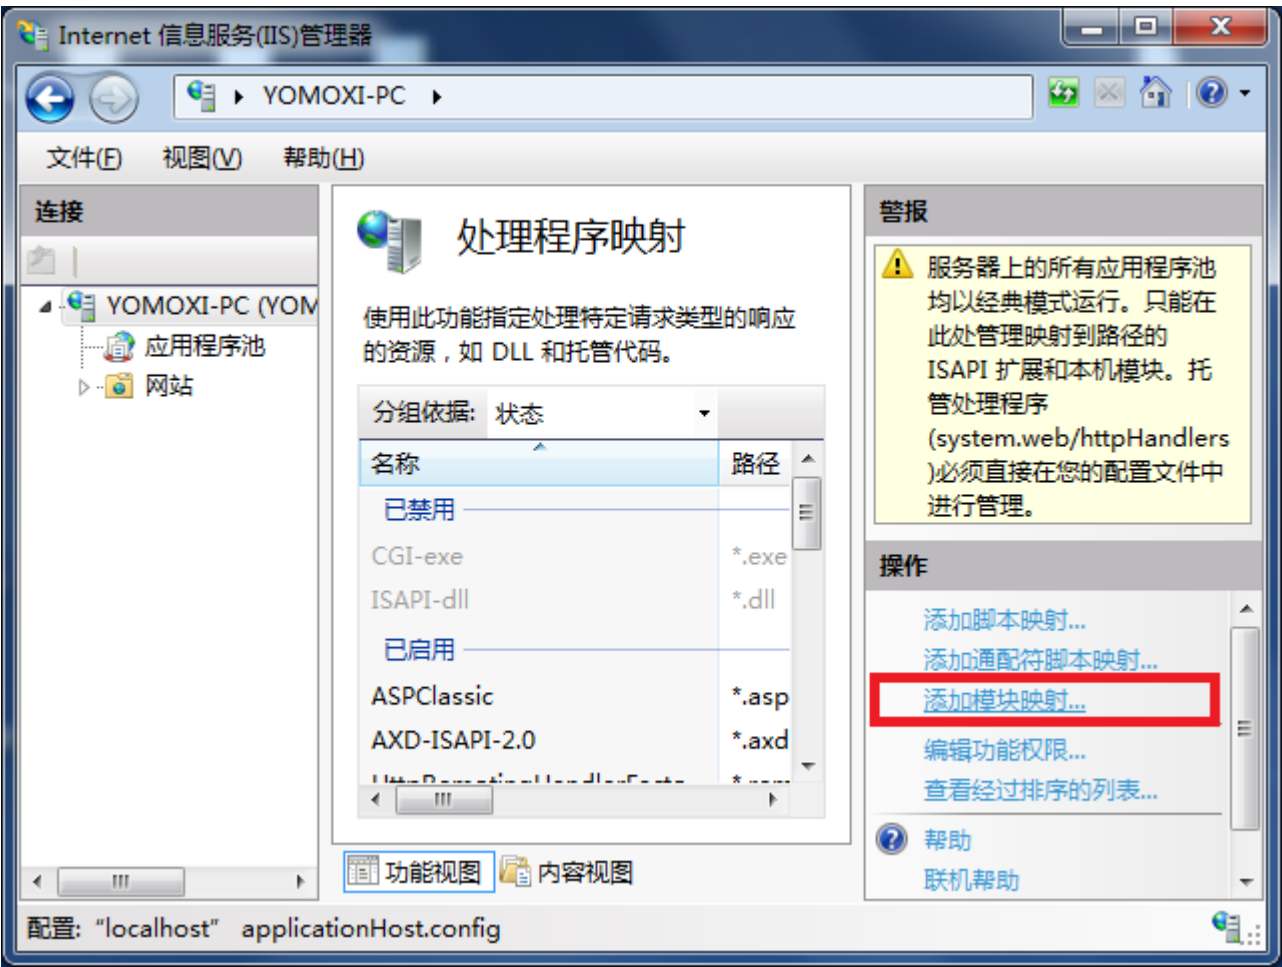 Internet 信息服务(IIS)管理器
YOMOXI-PC
文件(F) 视图(V) 帮助(H)
连接
YOMOXI-PC (YOM
应用程序池
网站
处理程序映射
使用此功能指定处理特定请求类型的响应
的资源，如 DLL 和托管代码。
分组依据: 状态
名称 路径
已禁用
CGI-exe *.exe
ISAPI-dll *.dll
已启用
ASPClassic *.asp
AXD-ISAPI-2.0 *.axd
功能视图 内容视图
警报
服务器上的所有应用程序池
均以经典模式运行。只能在
此处管理映射到路径的
ISAPI 扩展和本机模块。托
管处理程序
(system.web/httpHandlers
)必须直接在您的配置文件中
进行管理。
操作
添加脚本映射...
添加通配符脚本映射...
添加模块映射...
编辑功能权限...
查看经过排序的列表...
帮助
联机帮助
配置: “localhost” applicationHost.config